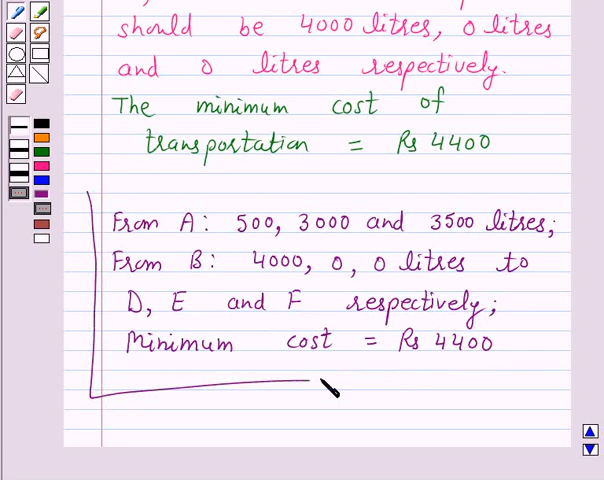 should be 4000 litres, 0 litres
and 0 litres respectively.
The minimum cost of
transportation = Rs 4400
From A: 500, 3000 and 3500 litres;
From B: 4000, 0, 0 litres to
D, E and F respectively;
Minimum cost = Rs 4400